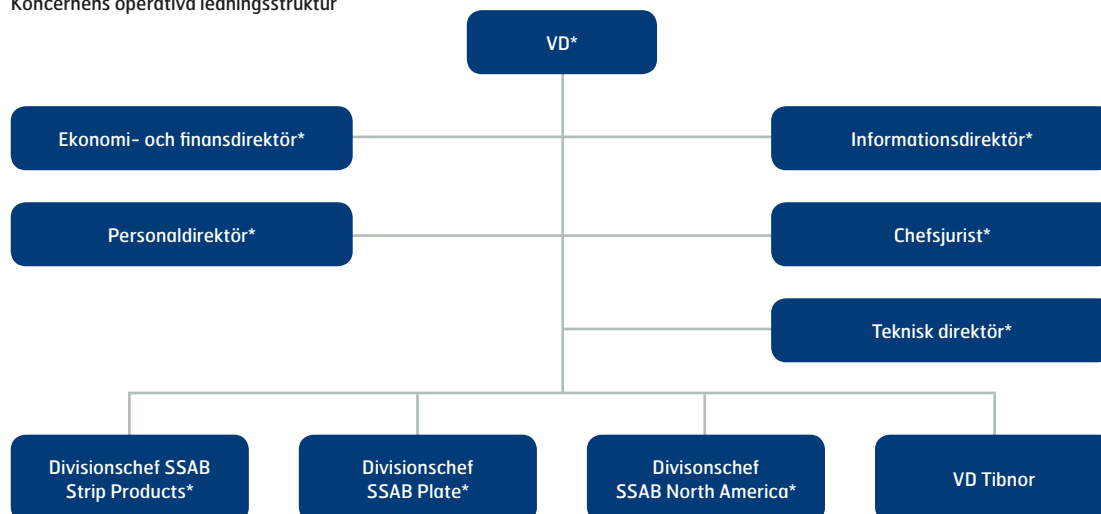 Koncernens operativa ledningsstruktur
VD*
Ekonomi- och finansdirektör*
Informationsdirektör*
Personaldirektör*
Chefsjurist*
Teknisk direktör*
Divisionschef SSAB
Strip Products*
Divisionschef
SSAB Plate*
Divisonschef
SSAB North America*
VD Tibnor